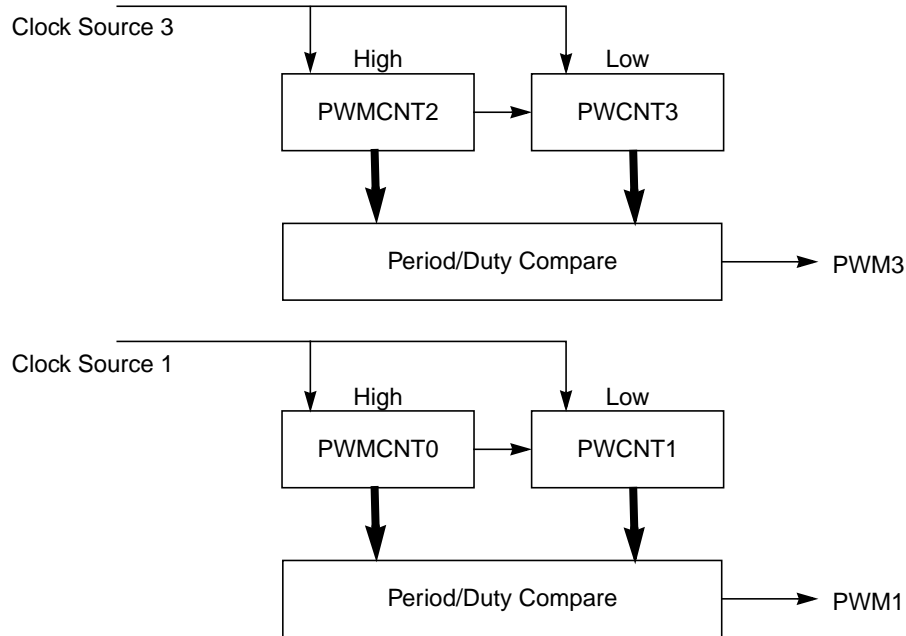 Clock Source 3
High
Low
PWMCNT2
PWCNT3
Period/Duty Compare
PWM3
Clock Source 1
High
Low
PWMCNT0
PWCNT1
Period/Duty Compare
PWM1